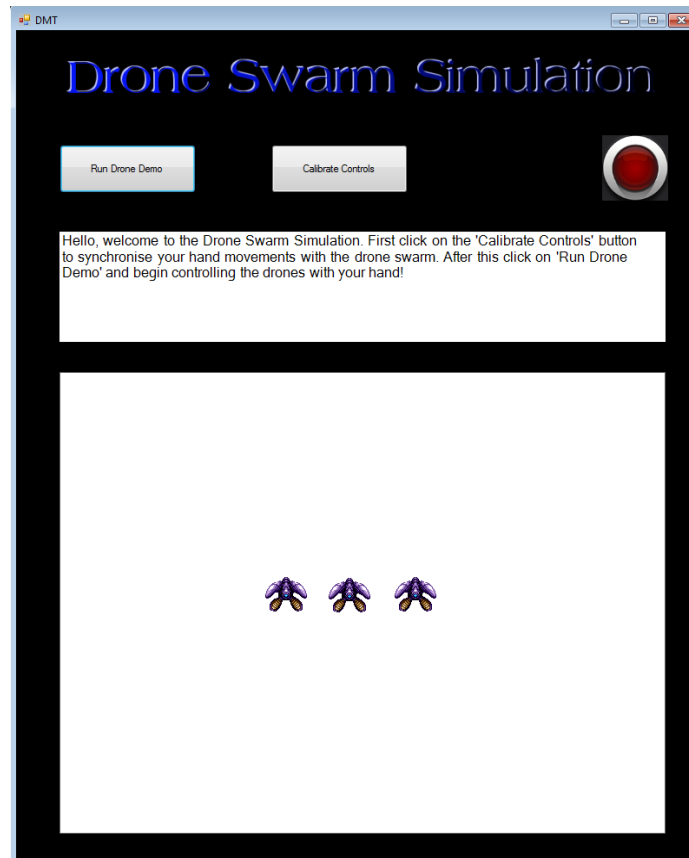 DMT
Drone Swarm Simulation
Run Drone Demo
Calibrate Controls
Hello, welcome to the Drone Swarm Simulation. First click on the 'Calibrate Controls' button
to synchronise your hand movements with the drone swarm. After this click on 'Run Drone
Demo' and begin controlling the drones with your hand!